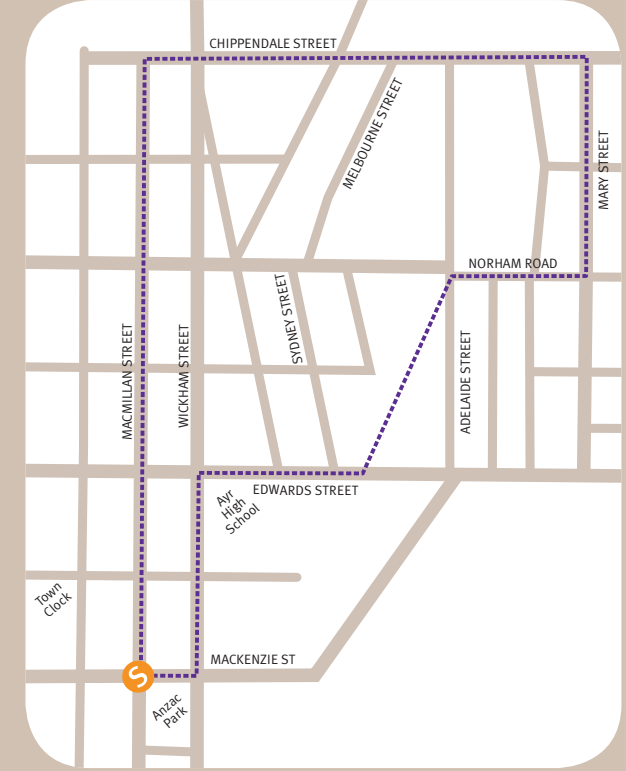 CHIPPENDALE STREET
MELBOURNE STREET
MARY STREET
NORHAM ROAD
SYDNEY STREET
MACMILLAN STREET
WICKHAM STREET
ADELAIDE STREET
EDWARDS STREET
Ayr
High
School
Town
Clock
MACKENZIE ST
S
Anzac
Park